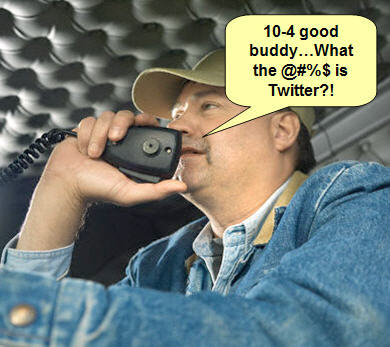 10-4 good
buddy…What
the @#%$ is
Twitter?!